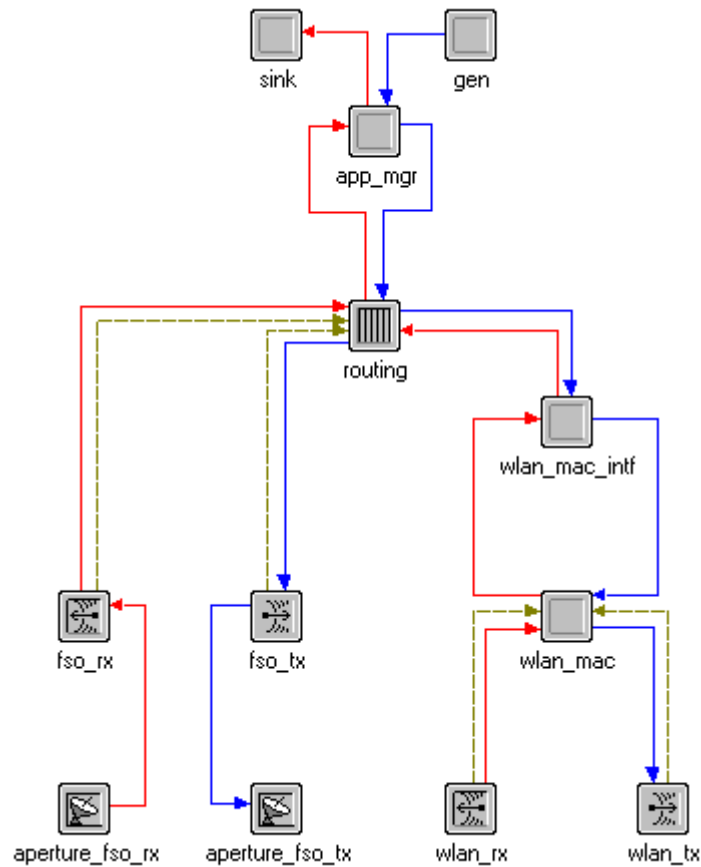 sink
gen
app_mgr
routing
wlan_mac_intf
fso_rx
fso_tx
wlan_mac
aperture_fso_rx
aperture_fso_tx
wlan_rx
wlan_tx